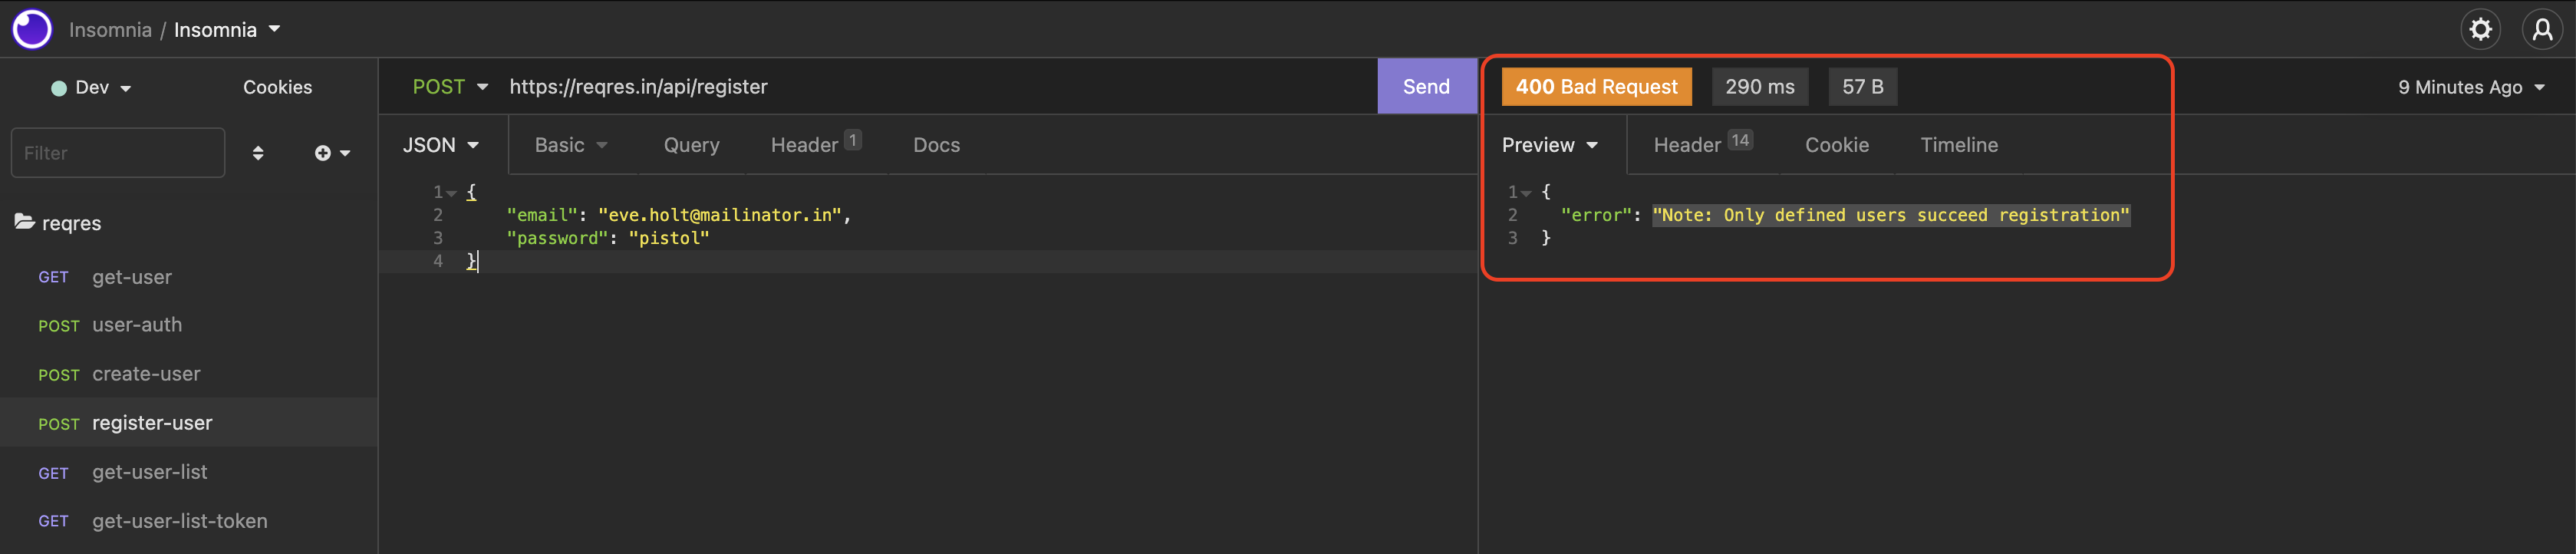 Insomnia / Insomnia
Dev Cookies
Filter
reqres
GET get-user
POST user-auth
POST create-user
POST register-user
GET get-user-list
GET get-user-list-token
POST https://reqres.in/api/register Send
JSON Basic Query Header 1 Docs
1 {
2 "email": "eve.holt@mailinator.in",
3 "password": "pistol"
4 }
400 Bad Request 290 ms 57 B 9 Minutes Ago
Preview Header 14 Cookie Timeline
1 {
2 "error": "Note: Only defined users succeed registration"
3 }